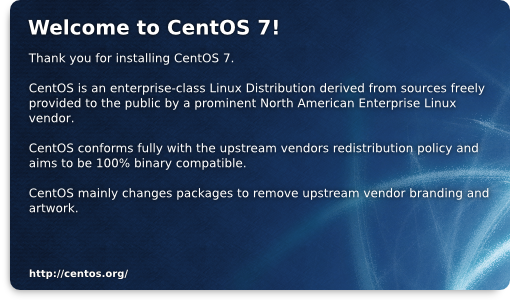 Welcome to CentOS 7!
Thank you for installing CentOS 7.
CentOS is an enterprise-class Linux Distribution derived from sources freely
provided to the public by a prominent North American Enterprise Linux
vendor.
CentOS conforms fully with the upstream vendors redistribution policy and
aims to be 100% binary compatible.
CentOS mainly changes packages to remove upstream vendor branding and
artwork.
http://centos.org/